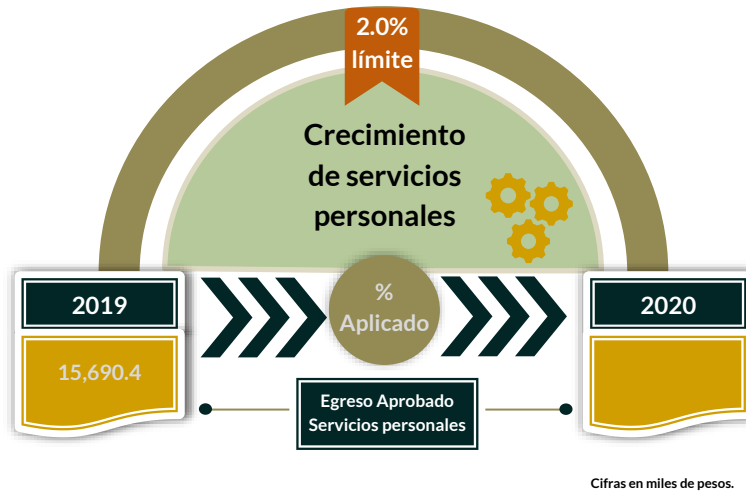 2.0%
límite
Crecimiento
de servicios
personales
2019
%
Aplicado
2020
15,690.4
Egreso Aprobado
Servicios personales
Cifras en miles de pesos.